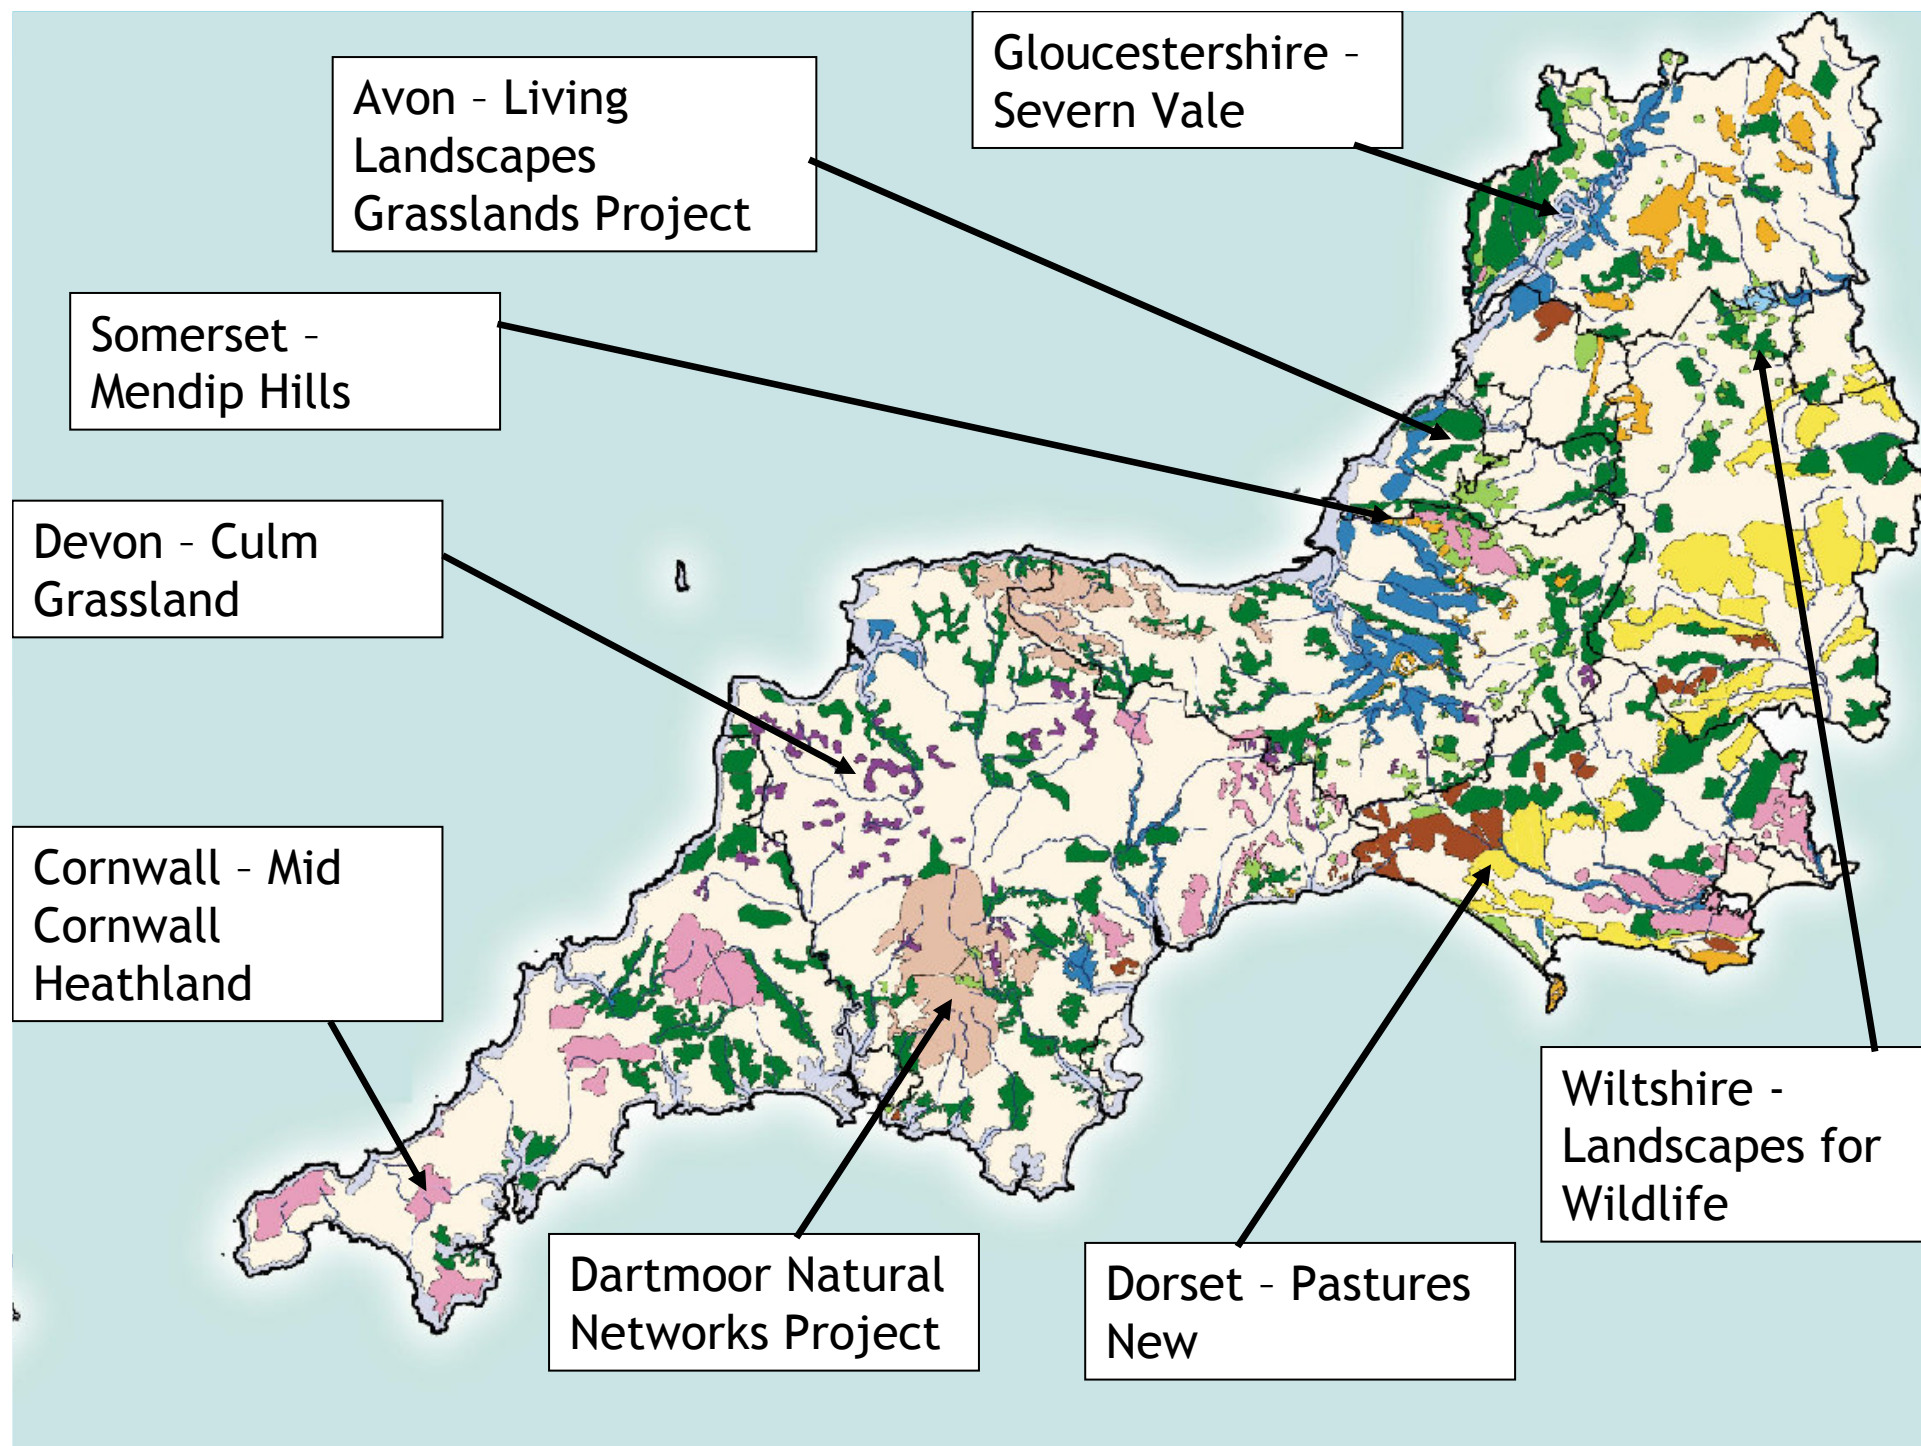 Gloucestershire –
Severn Vale
Avon – Living
Landscapes
Grasslands Project
Somerset –
Mendip Hills
Devon – Culm
Grassland
Cornwall – Mid
Cornwall
Heathland
Dartmoor Natural
Networks Project
Dorset – Pastures
New
Wiltshire -
Landscapes for
Wildlife